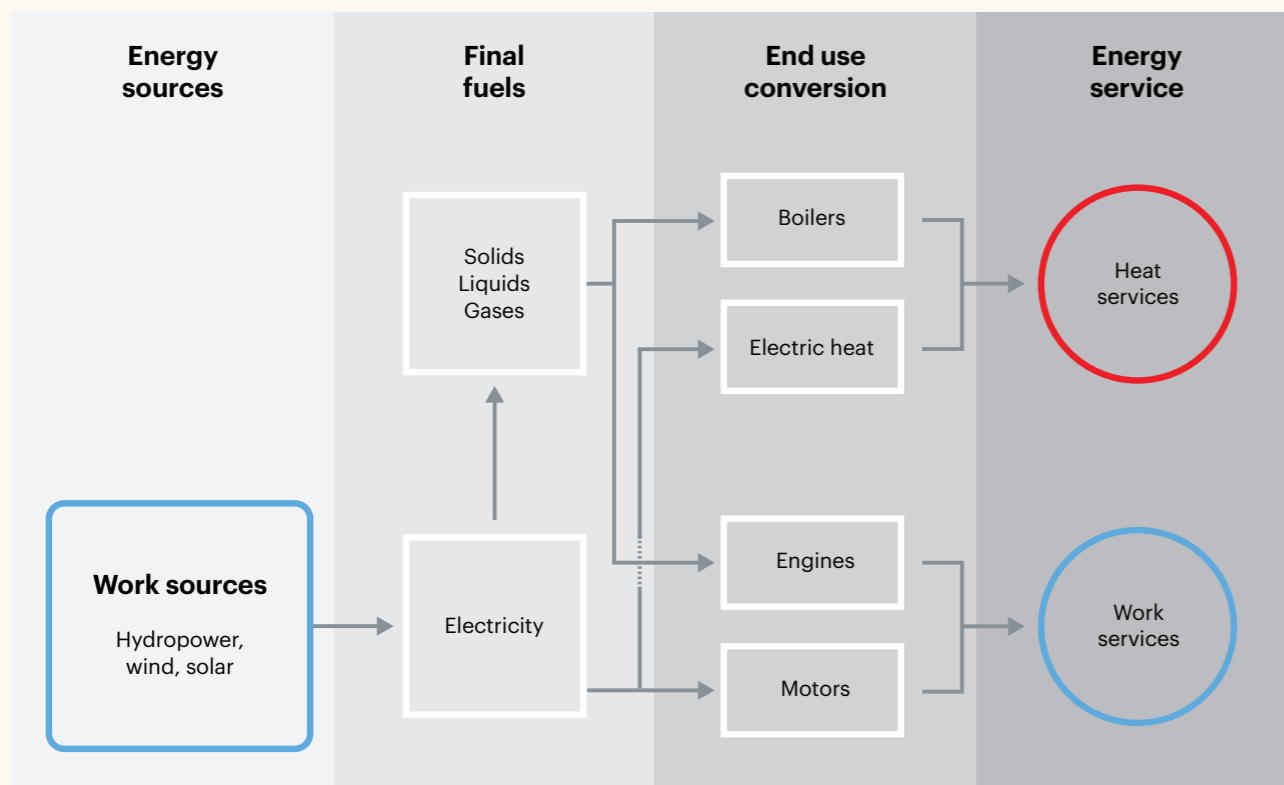 Energy
sources
Final
fuels
End use
conversion
Energy
service
Solids
Liquids
Gases
Boilers
Electric heat
Heat
services
Work sources
Hydropower,
wind, solar
Electricity
Engines
Motors
Work
services